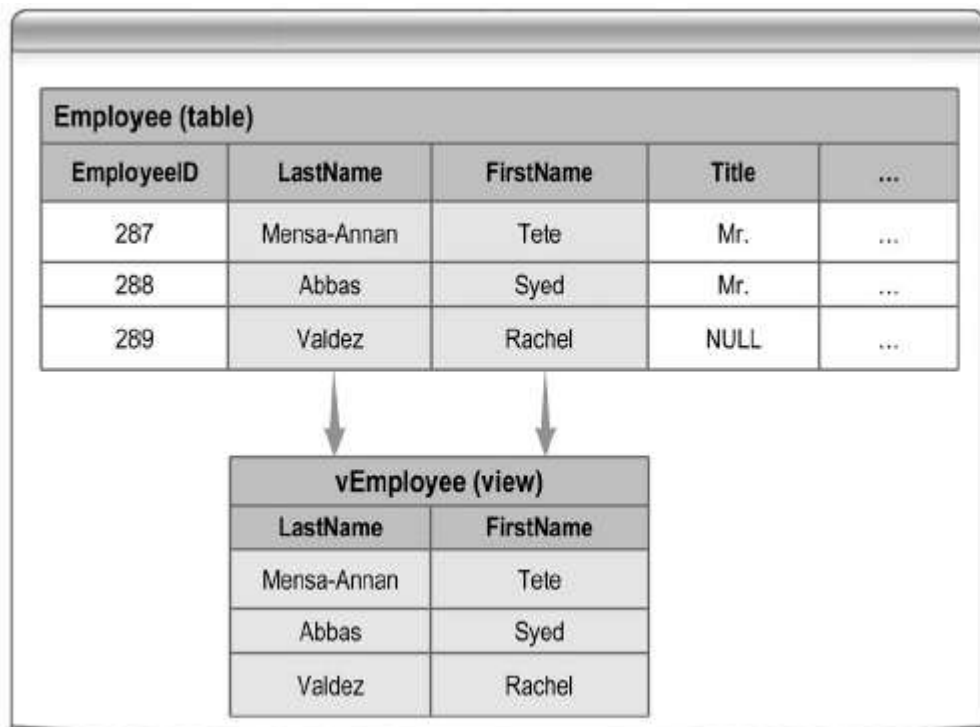 Employee (table)
EmployeeID LastName FirstName Title ...
287 Mensa-Annan Tete Mr. ...
288 Abbas Syed Mr. ...
289 Valdez Rachel NULL ...
vEmployee (view)
LastName FirstName
Mensa-Annan Tete
Abbas Syed
Valdez Rachel